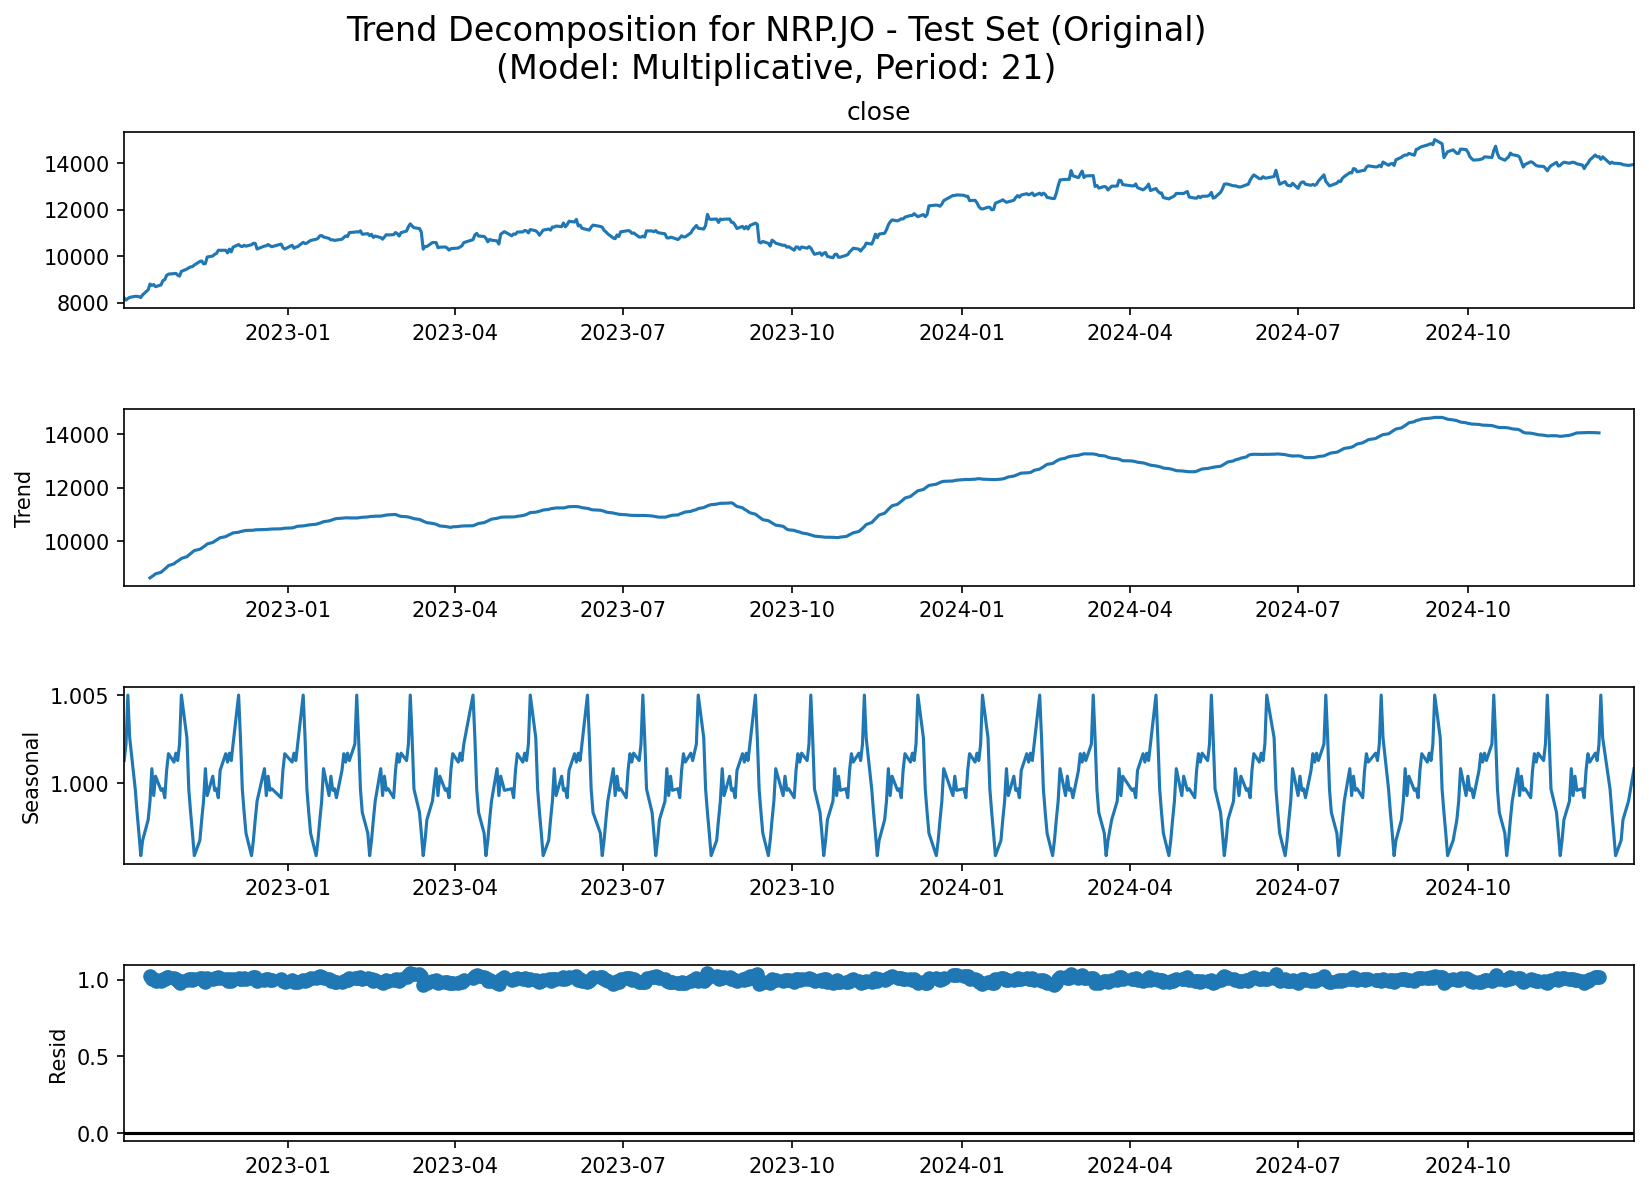 Trend Decomposition for NRP.JO - Test Set (Original)
(Model: Multiplicative, Period: 21)
close
14000
12000
10000
8000
2023-01 2023-04 2023-07 2023-10 2024-01 2024-04 2024-07 2024-10
Trend
14000
12000
10000
2023-01 2023-04 2023-07 2023-10 2024-01 2024-04 2024-07 2024-10
Seasonal
1.005
1.000
2023-01 2023-04 2023-07 2023-10 2024-01 2024-04 2024-07 2024-10
Resid
1.0
0.5
0.0
2023-01 2023-04 2023-07 2023-10 2024-01 2024-04 2024-07 2024-10